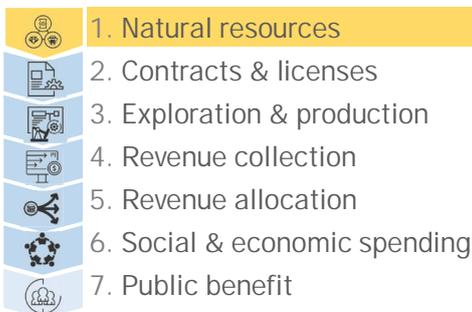 1. Natural resources
2. Contracts & licenses
3. Exploration & production
4. Revenue collection
5. Revenue allocation
6. Social & economic spending
7. Public benefit